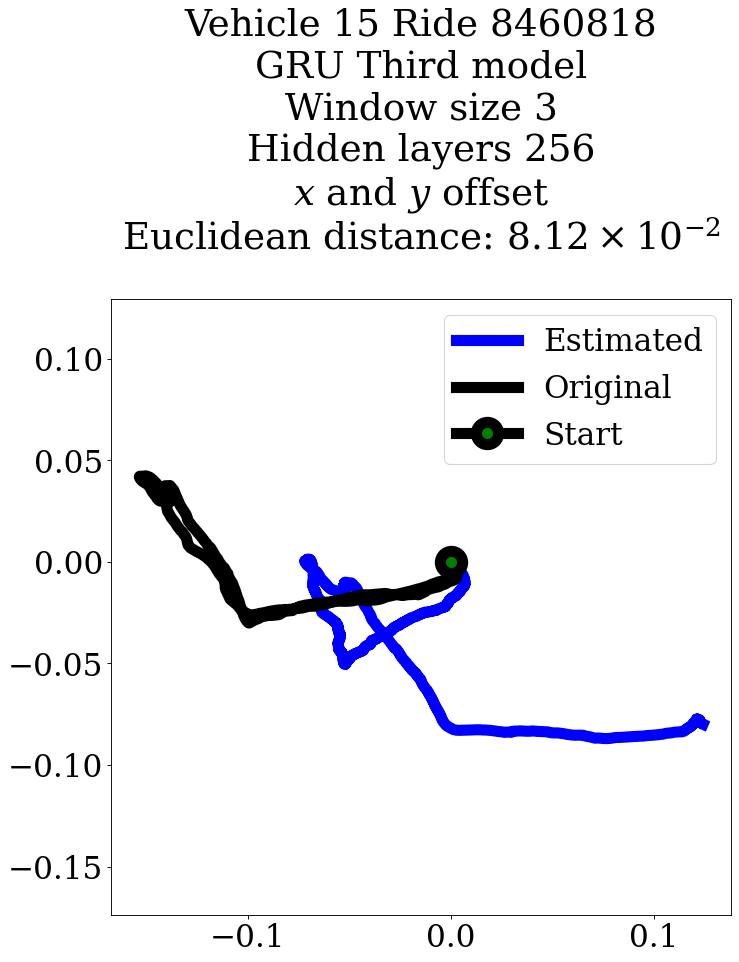 Vehicle 15 Ride 8460818
GRU Third model
Window size 3
Hidden layers 256
x and y offset
Euclidean distance: 8.12 × 10⁻²
Estimated
Original
Start
0.10
0.05
0.00
−0.05
−0.10
−0.15
−0.1 0.0 0.1